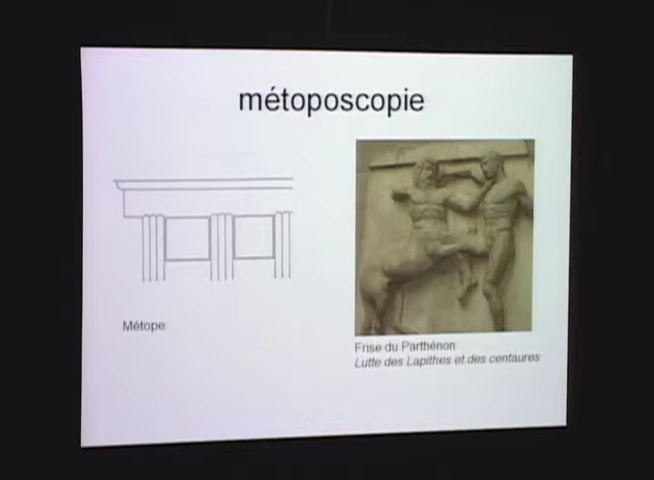 métoposcopie
Métope
Frise du Parthénon
Lutte des Lapithes et des centaures